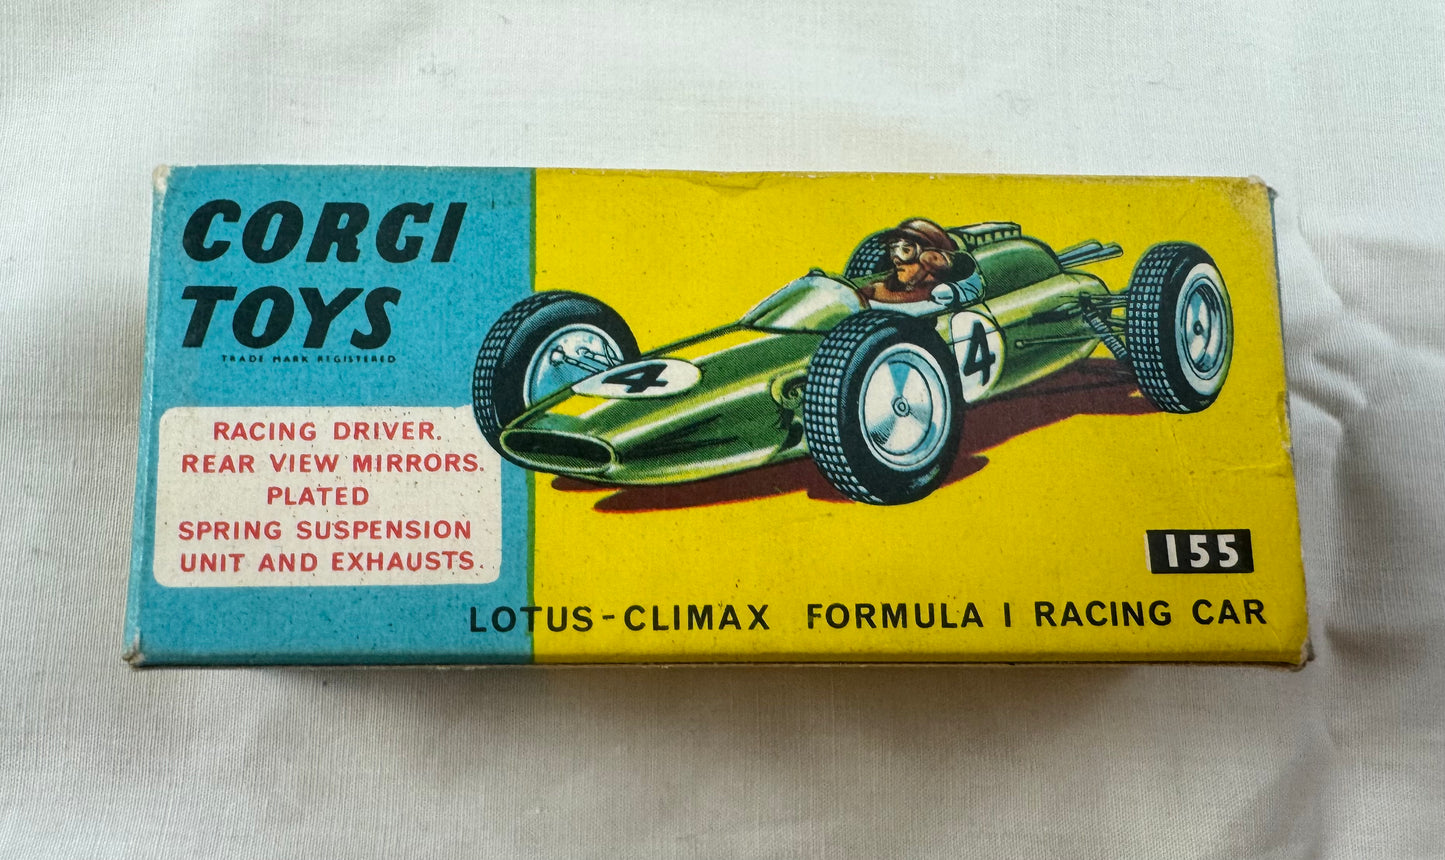 CORGI
TOYS
TRADE MARK REGISTERED
RACING DRIVER.
REAR VIEW MIRRORS.
PLATED
SPRING SUSPENSION
UNIT AND EXHAUSTS.
4
4
155
LOTUS-CLIMAX FORMULA 1 RACING CAR